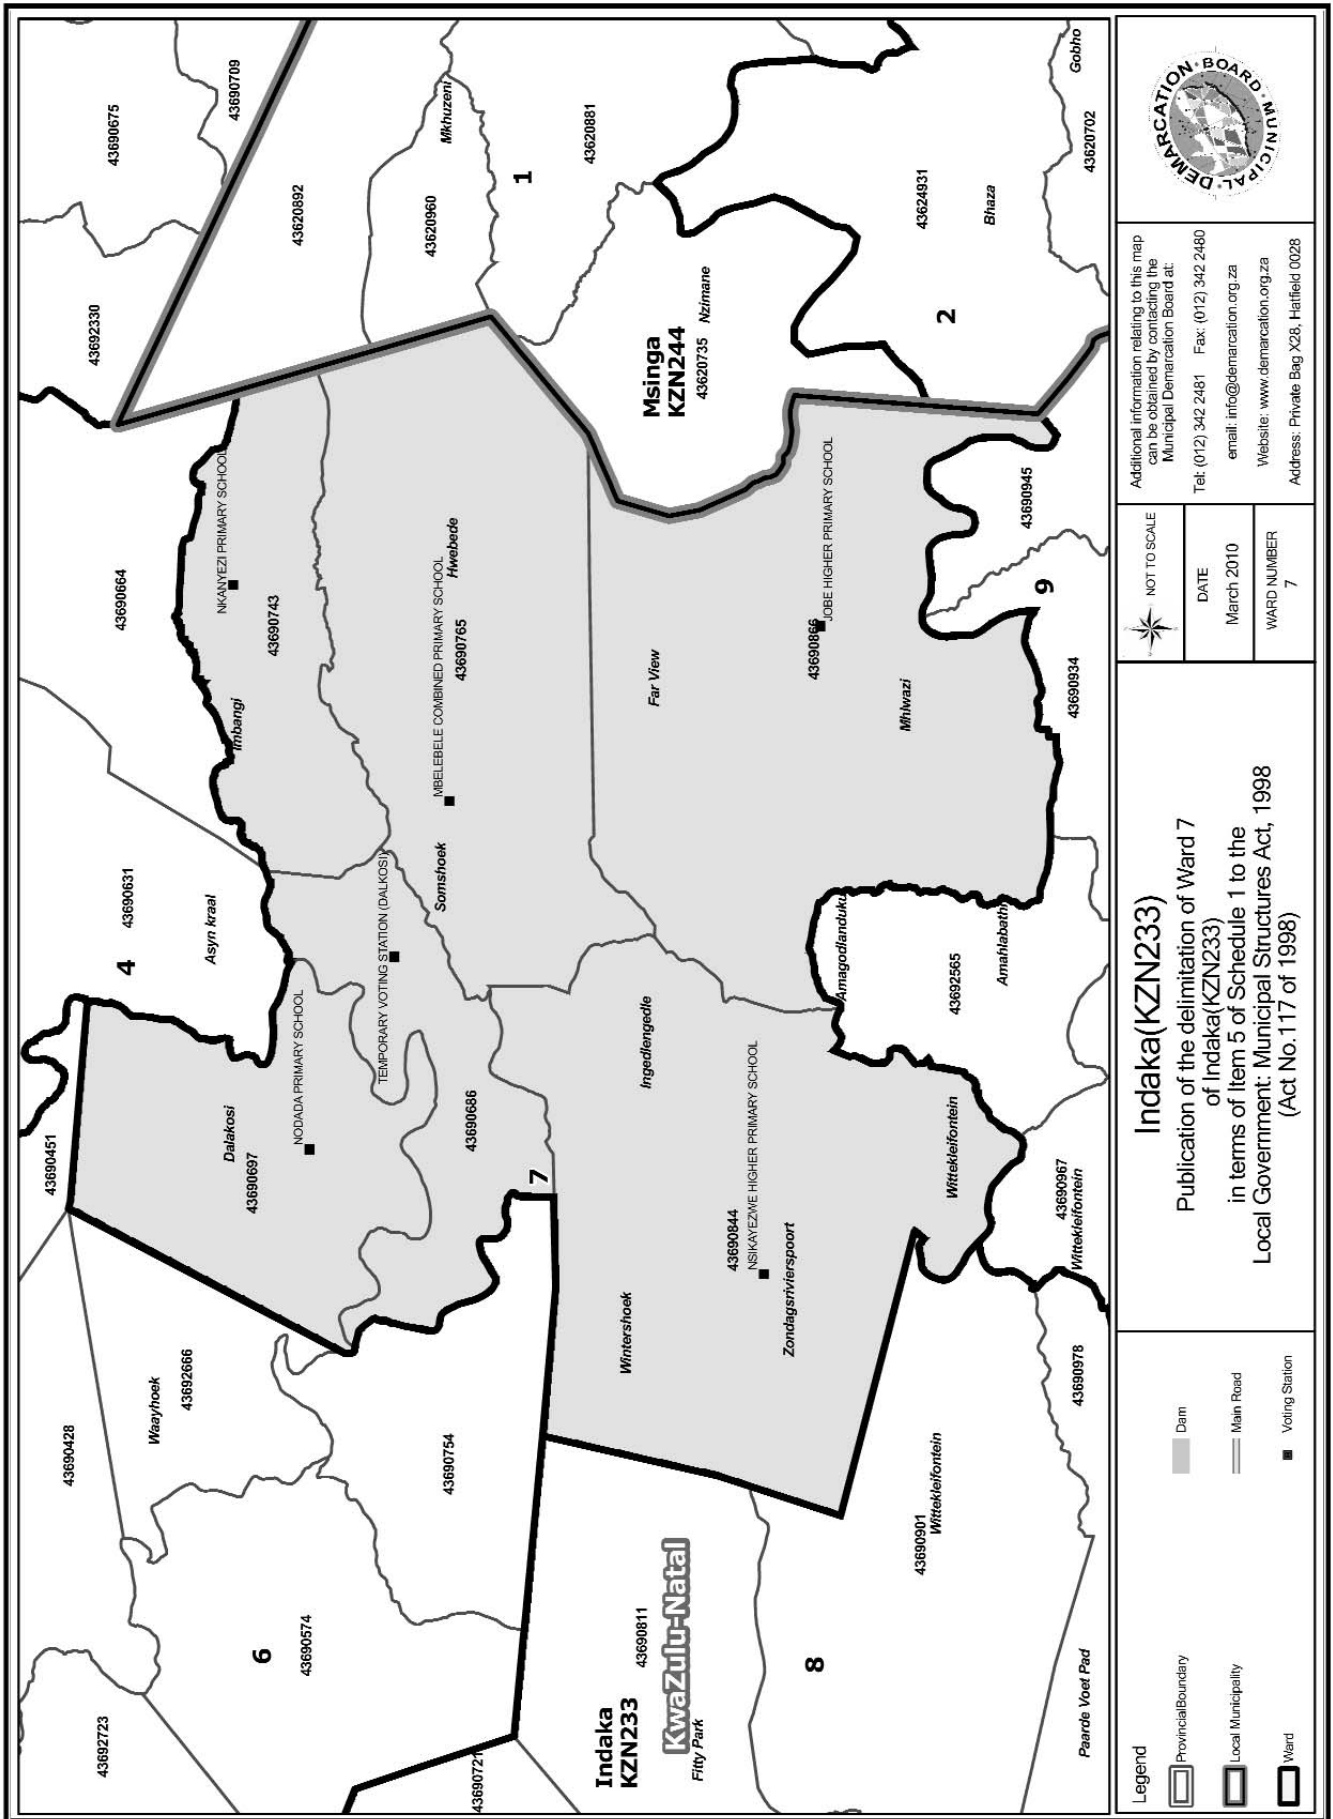 43692723
43690428
43690451
43690631
43690664
43692330
43690675
43690709
4
Waayhoek
43692666
Asyn kraal
Dalakosi
43690697
Imbangi
NKANYEZI PRIMARY SCHOOL
43690743
43620892
6
43690574
NODADA PRIMARY SCHOOL
TEMPORARY VOTING STATION (DALKOSI)
43620960
Mkhuzeni
43690721
43690754
43690686
Somshoek
MBELEBELE COMBINED PRIMARY SCHOOL
43690765
Hwebede
7
1
43620881
Indaka
KZN233
43690811
KwaZulu-Natal
Fitty Park
Wintershoek
Ingedlengedle
Far View
Msinga
KZN244
43620735
Nzimane
43690844
NSIKAYEZWE HIGHER PRIMARY SCHOOL
Zondagsrivierspoort
8
43690866
JOBE HIGHER PRIMARY SCHOOL
Amagodlanduku
Mhlwazi
43690901
Wittekleifontein
Wittekleifontein
43692565
Amahlabathi
2
43624931
Bhaza
9
43690945
43690934
Paarde Voet Pad
43690978
43690967
Wittekleifontein
43620702
Gobho
Legend
ProvincialBoundary
Local Municipality
Ward
Dam
Main Road
Voting Station
Indaka(KZN233)
Publication of the delimitation of Ward 7
of Indaka(KZN233)
in terms of Item 5 of Schedule 1 to the
Local Government: Municipal Structures Act, 1998
(Act No.117 of 1998)
NOT TO SCALE
DATE
March 2010
WARD NUMBER
7
Additional information relating to this map
can be obtained by contacting the
Municipal Demarcation Board at:
Tel: (012) 342 2481 Fax: (012) 342 2480
email: info@demarcation.org.za
Website: www.demarcation.org.za
Address: Private Bag X28, Hatfield 0028
MUNICIPAL DEMARCATION BOARD